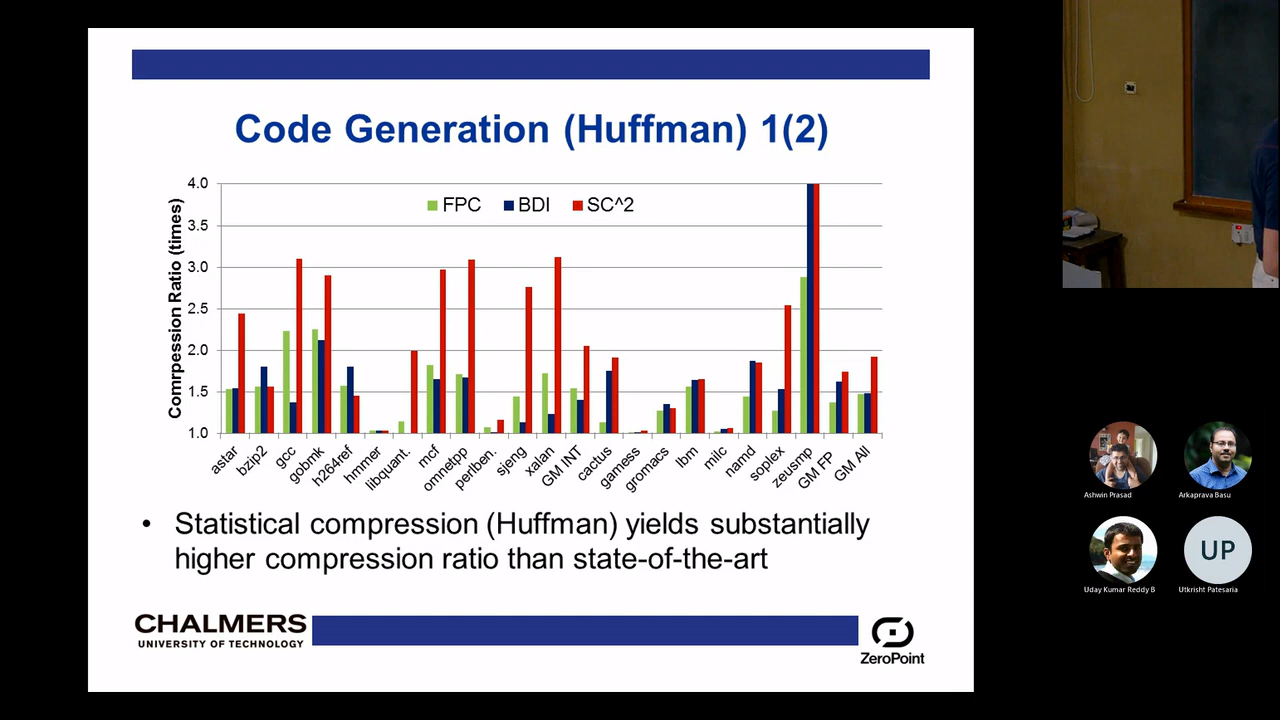 Code Generation (Huffman) 1(2)
Comrpession Ratio (times)
4.0
3.5
3.0
2.5
2.0
1.5
1.0
FPC BDI SC^2
astar bzip2 gcc gobmk h264ref hmmer libquant. mcf omnetpp perlben. sjeng xalan GM INT cactus gamess gromacs lbm milc namd soplex zeusmp GM FP GM All
• Statistical compression (Huffman) yields substantially
higher compression ratio than state-of-the-art
CHALMERS
UNIVERSITY OF TECHNOLOGY
ZeroPoint
Ashwin Prasad
Arkaprava Basu
UP
Uday Kumar Reddy B
Utkrisht Patesaria